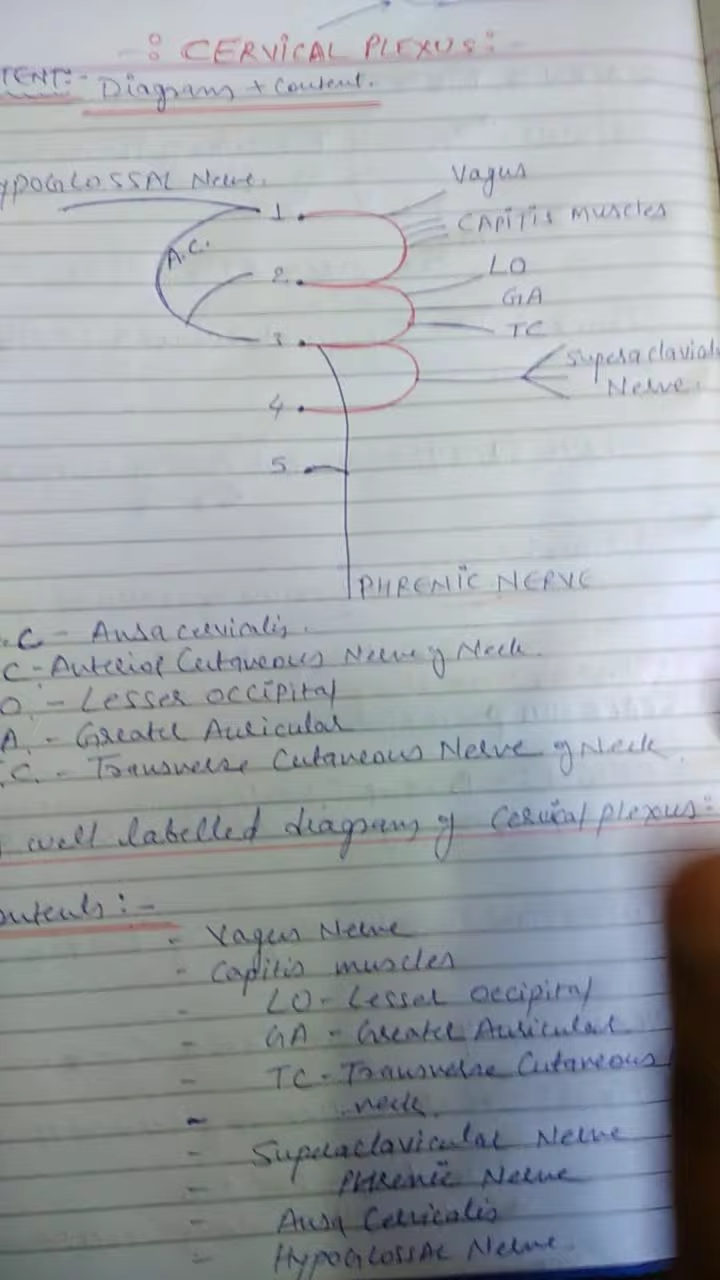 -: CERVICAL PLEXUS:-
TENT:- Diagram + Content.
YPOGLOSSAL Nerve.
Vagus
CAPITIS MUSCLES
A.C.
1
2
LO
GA
TC
3
Supraclavicular
Nerve.
4
5
PHRENIC NERVE
.C - Ansa cervicalis.
C - Anterior Cutaneous Nerve of Neck.
O. - Lesser occipital
A. - Greater Auricular
.C. - Transverse Cutaneous Nerve of Neck.
well labelled diagram of Cervical plexus:-
ontents :-
- Vagus Nerve
- Capitis muscles
- LO - Lesser occipital
- GA - Greater Auricular
- TC - Transverse Cutaneous
- neck.
- Supraclavicular Nerve
- PHrenic Nerve
- Ansa Cervicalis
- HYPOGLOSSAL Nerve.